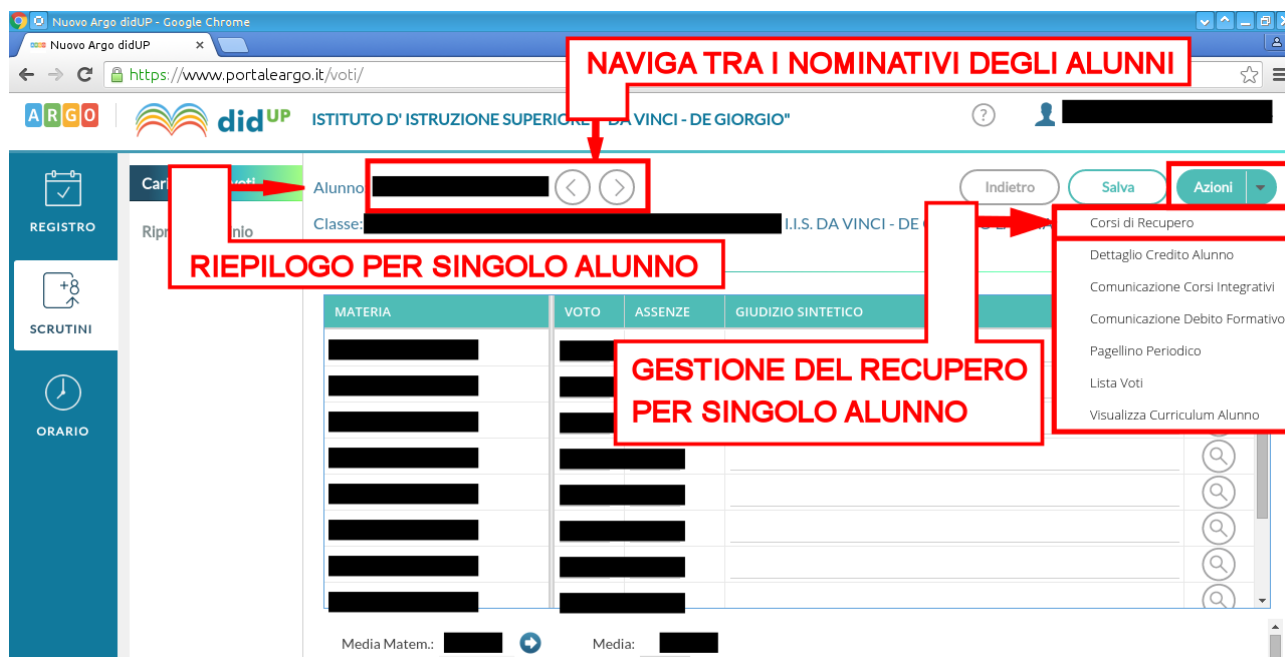 Nuovo Argo didUP - Google Chrome
Nuovo Argo didUP x
https://www.portaleargo.it/voti/
NAVIGA TRA I NOMINATIVI DEGLI ALUNNI
ARGO didUP ISTITUTO D' ISTRUZIONE DA VINCI - DE GIORGIO" ?
REGISTRO
SCRUTINI
ORARIO
+8
Alunno
Indietro Salva Azioni
Classe: I.I.S. DA VINCI - DE
RIEPILOGO PER SINGOLO ALUNNO
Corsi di Recupero
Dettaglio Credito Alunno
Comunicazione Corsi Integrativi
Comunicazione Debito Formativo
Pagellino Periodico
Lista Voti
Visualizza Curriculum Alunno
MATERIA VOTO ASSENZE GIUDIZIO SINTETICO
GESTIONE DEL RECUPERO
PER SINGOLO ALUNNO
Media Matem.: Media: